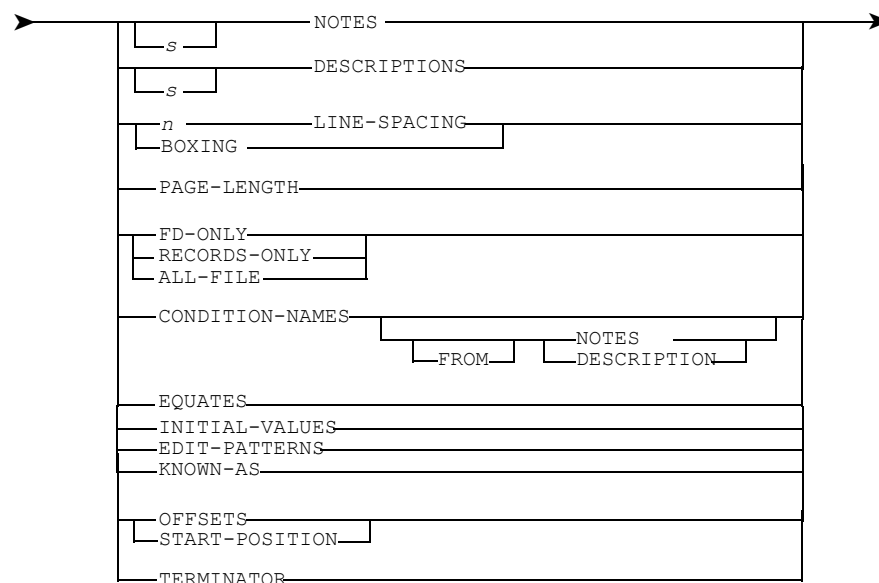 NOTES
s
DESCRIPTIONS
s
n LINE-SPACING
BOXING
PAGE-LENGTH
FD-ONLY
RECORDS-ONLY
ALL-FILE
CONDITION-NAMES
NOTES
FROM DESCRIPTION
EQUATES
INITIAL-VALUES
EDIT-PATTERNS
KNOWN-AS
OFFSETS
START-POSITION
TERMINATOR